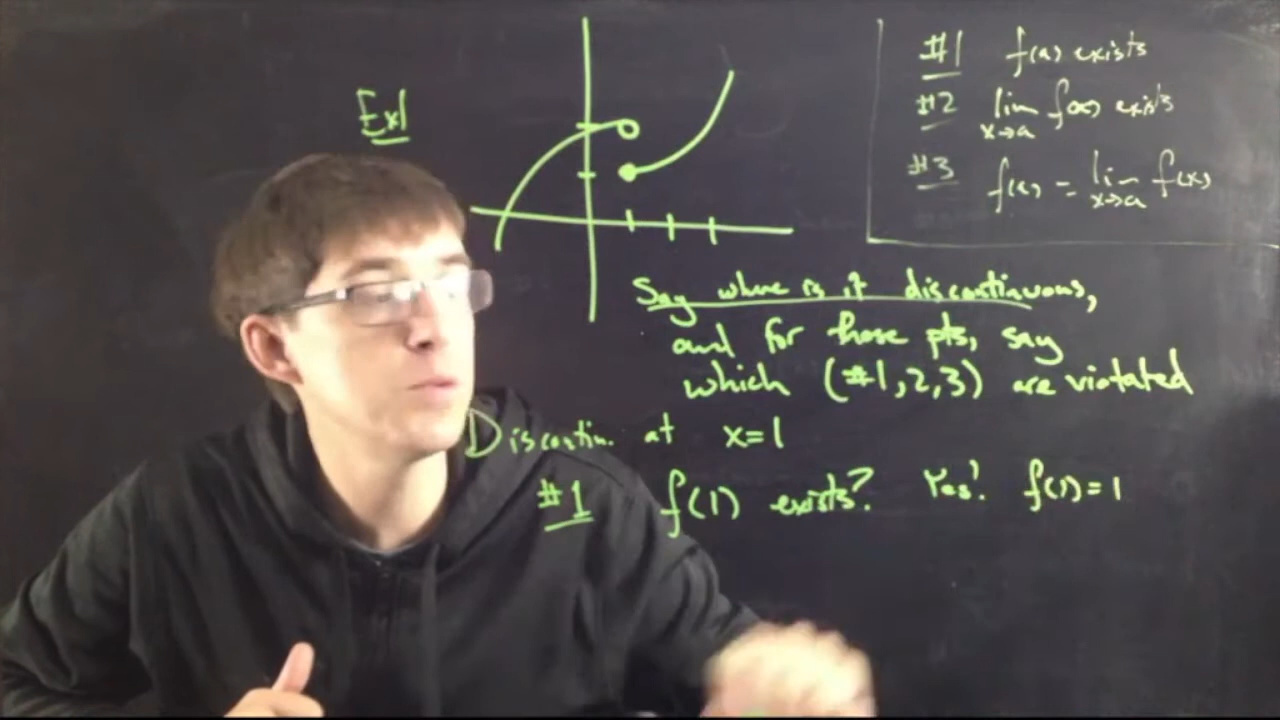 Ex1
#1 f(a) exists
#2 lim x→a f(x) exists
#3 f(a) = lim x→a f(x)
Say where is it discontinuous,
and for those pts, say
which (#1,2,3) are violated
Discontin. at x=1
#1 f(1) exists? Yes! f(1)=1